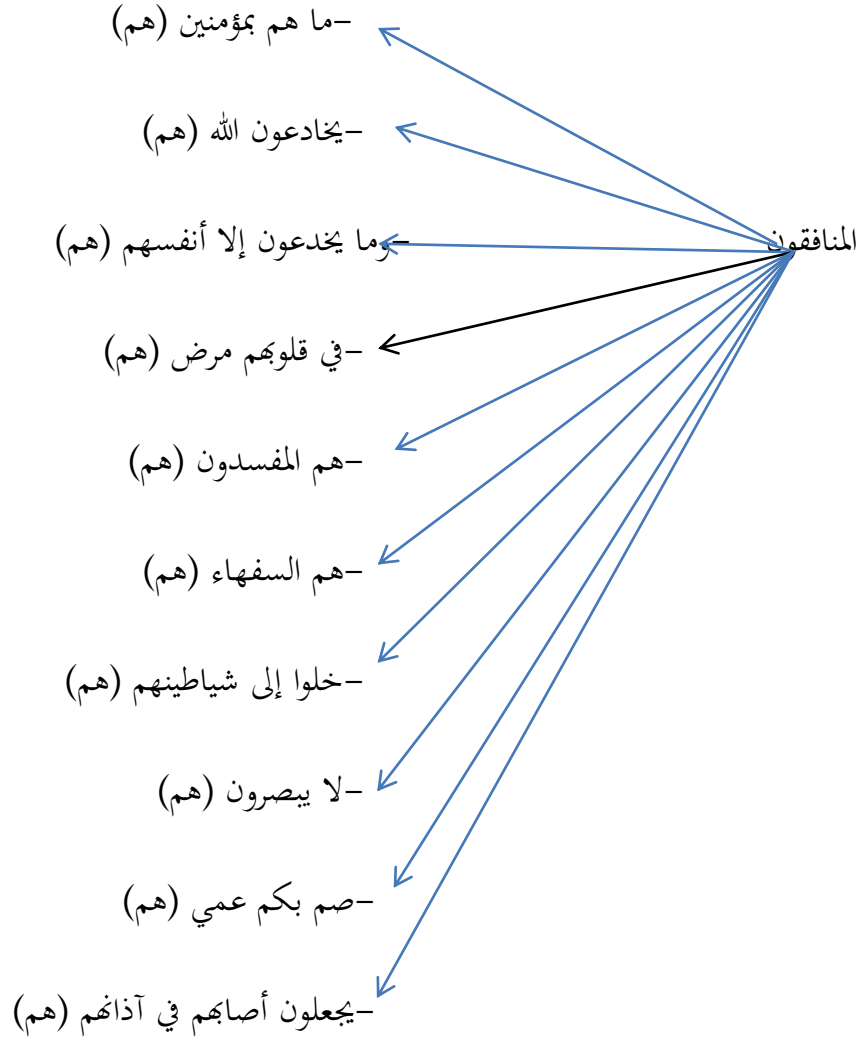 –ما هم بمؤمنين (هم)
–يخادعون الله (هم)
المنافقون
–وما يخدعون إلا أنفسهم (هم)
–في قلوبهم مرض (هم)
–هم المفسدون (هم)
–هم السفهاء (هم)
–خلوا إلى شياطينهم (هم)
–لا يبصرون (هم)
–صم بكم عمي (هم)
–يجعلون أصابهم في آذانهم (هم)